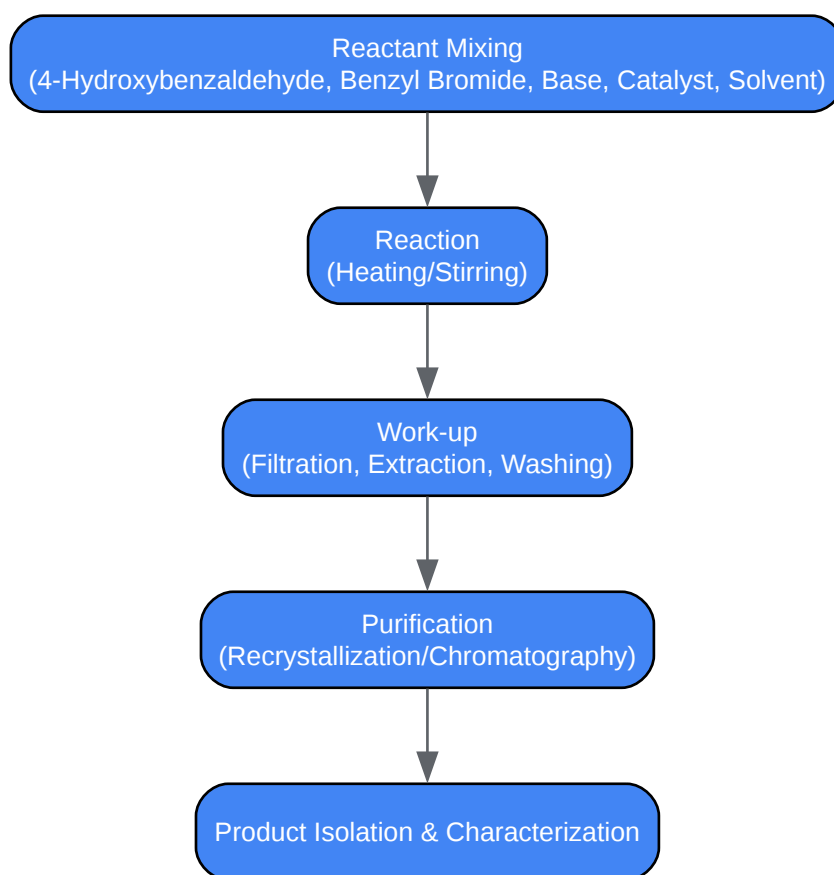 Reactant Mixing
(4-Hydroxybenzaldehyde, Benzyl Bromide, Base, Catalyst, Solvent)
Reaction
(Heating/Stirring)
Work-up
(Filtration, Extraction, Washing)
Purification
(Recrystallization/Chromatography)
Product Isolation & Characterization